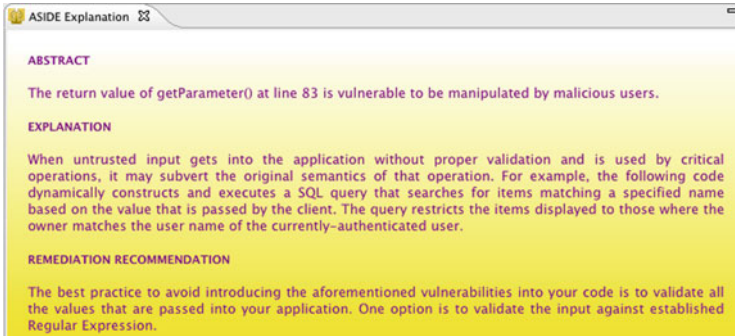 ASIDE Explanation
ABSTRACT
The return value of getParameter() at line 83 is vulnerable to be manipulated by malicious users.
EXPLANATION
When untrusted input gets into the application without proper validation and is used by critical
operations, it may subvert the original semantics of that operation. For example, the following code
dynamically constructs and executes a SQL query that searches for items matching a specified name
based on the value that is passed by the client. The query restricts the items displayed to those where the
owner matches the user name of the currently-authenticated user.
REMEDIATION RECOMMENDATION
The best practice to avoid introducing the aforementioned vulnerabilities into your code is to validate all
the values that are passed into your application. One option is to validate the input against established
Regular Expression.